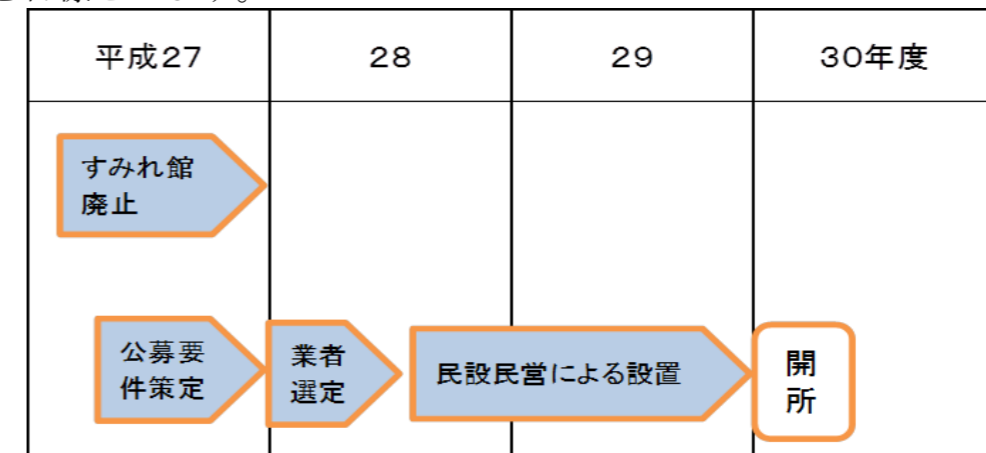 平成27 28 29 30年度
すみれ館
廃止
公募要
件策定
業者
選定
民設民営による設置
開
所